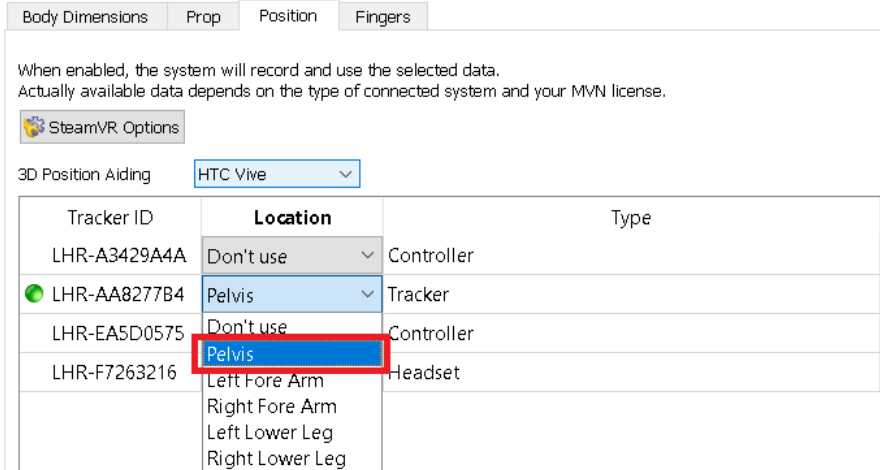 Body Dimensions Prop Position Fingers
When enabled, the system will record and use the selected data.
Actually available data depends on the type of connected system and your MVN license.
SteamVR Options
3D Position Aiding HTC Vive
Tracker ID Location Type
LHR-A3429A4A Don't use Controller
LHR-AA8277B4 Pelvis Tracker
LHR-EA5D0575 Don't use Controller
Pelvis
LHR-F7263216 Left Fore Arm Headset
Right Fore Arm
Left Lower Leg
Right Lower Leg